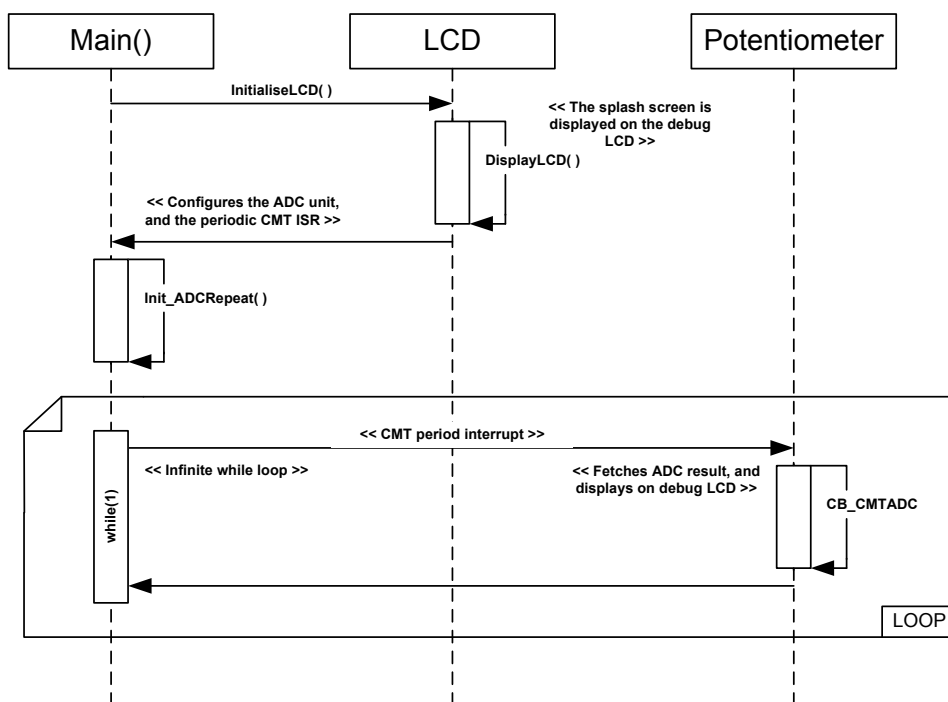 Main()
LCD
Potentiometer
InitialiseLCD( )
<< The splash screen is
displayed on the debug
LCD >>
DisplayLCD( )
<< Configures the ADC unit,
and the periodic CMT ISR >>
Init_ADCRepeat( )
<< CMT period interrupt >>
<< Infinite while loop >>
<< Fetches ADC result, and
displays on debug LCD >>
while(1)
CB_CMTADC
LOOP